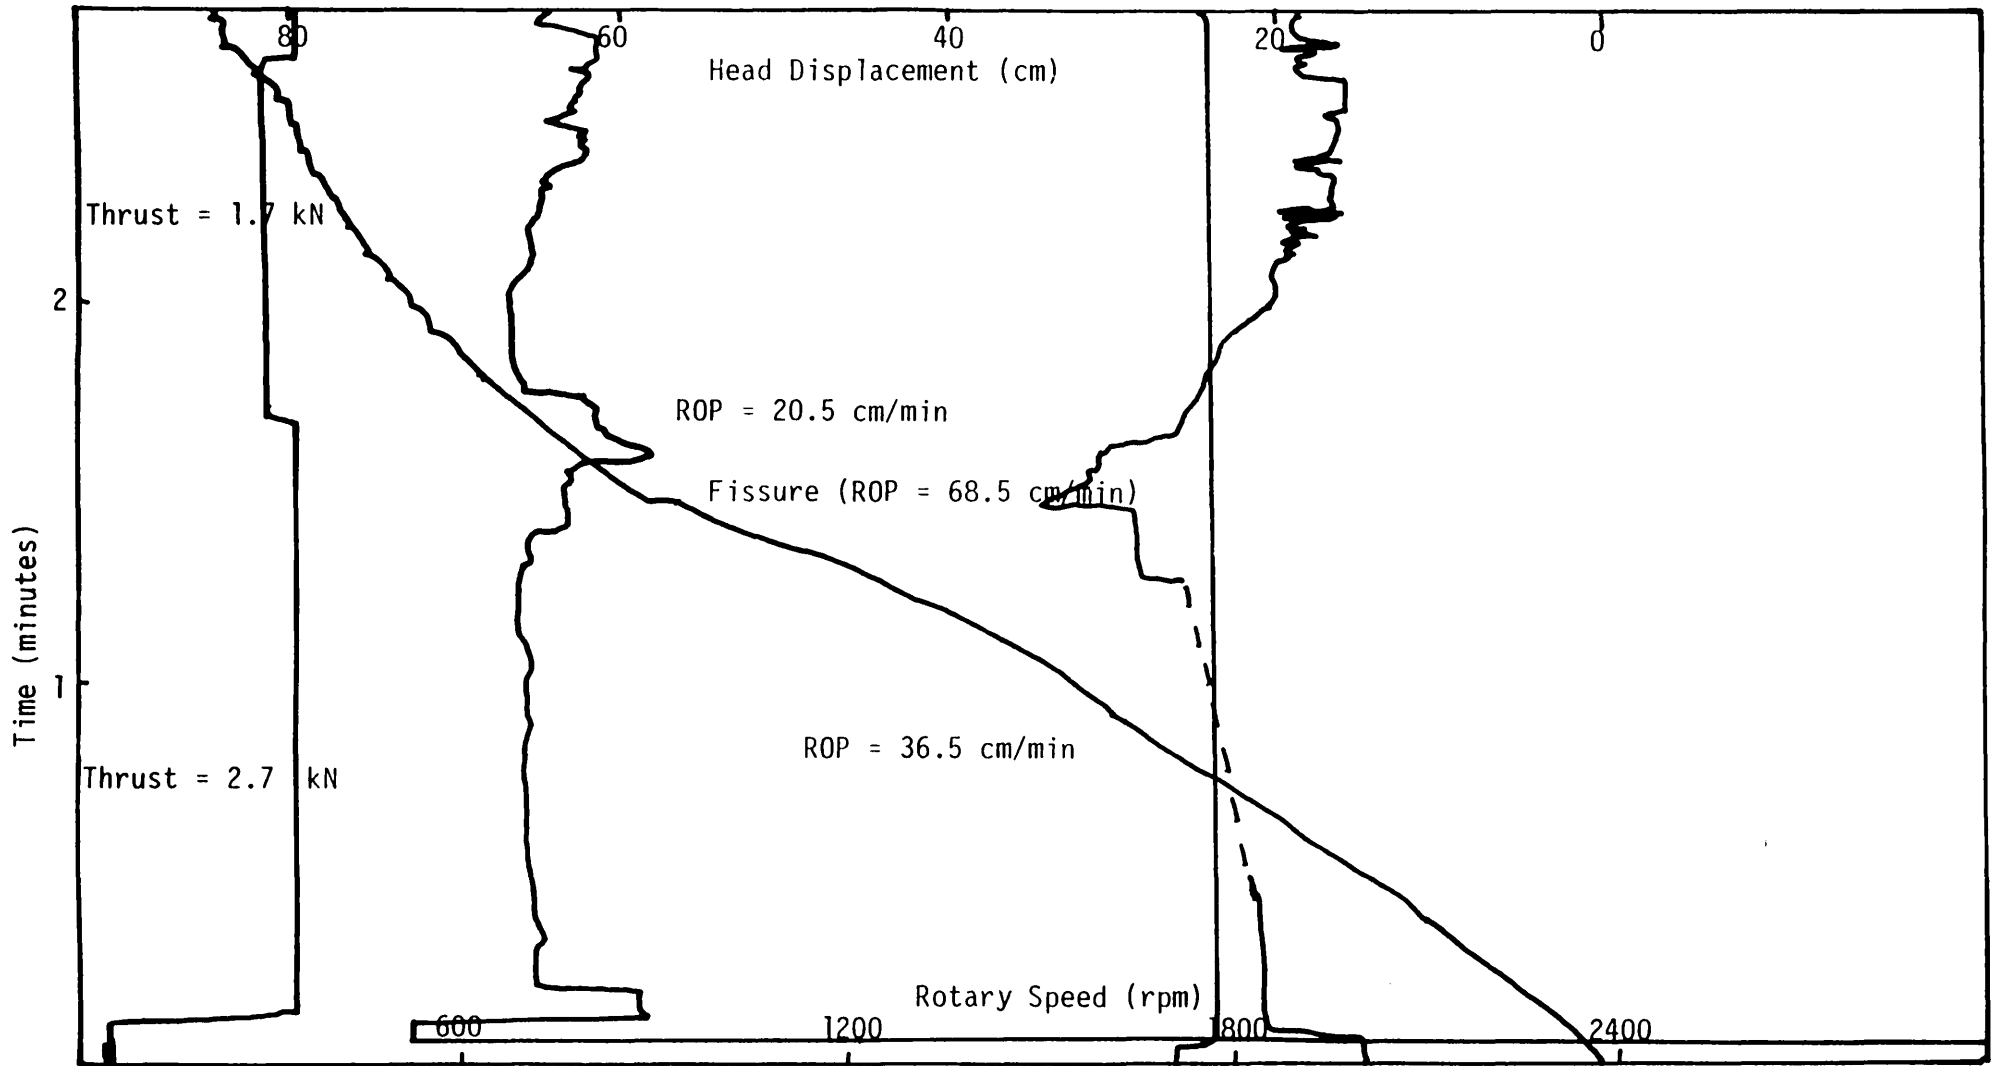 80 60 40 20 0
Head Displacement (cm)
Thrust = 1.7 kN
2
ROP = 20.5 cm/min
Fissure (ROP = 68.5 cm/min)
Time (minutes)
1
ROP = 36.5 cm/min
Thrust = 2.7 kN
Rotary Speed (rpm)
600 1200 1800 2400